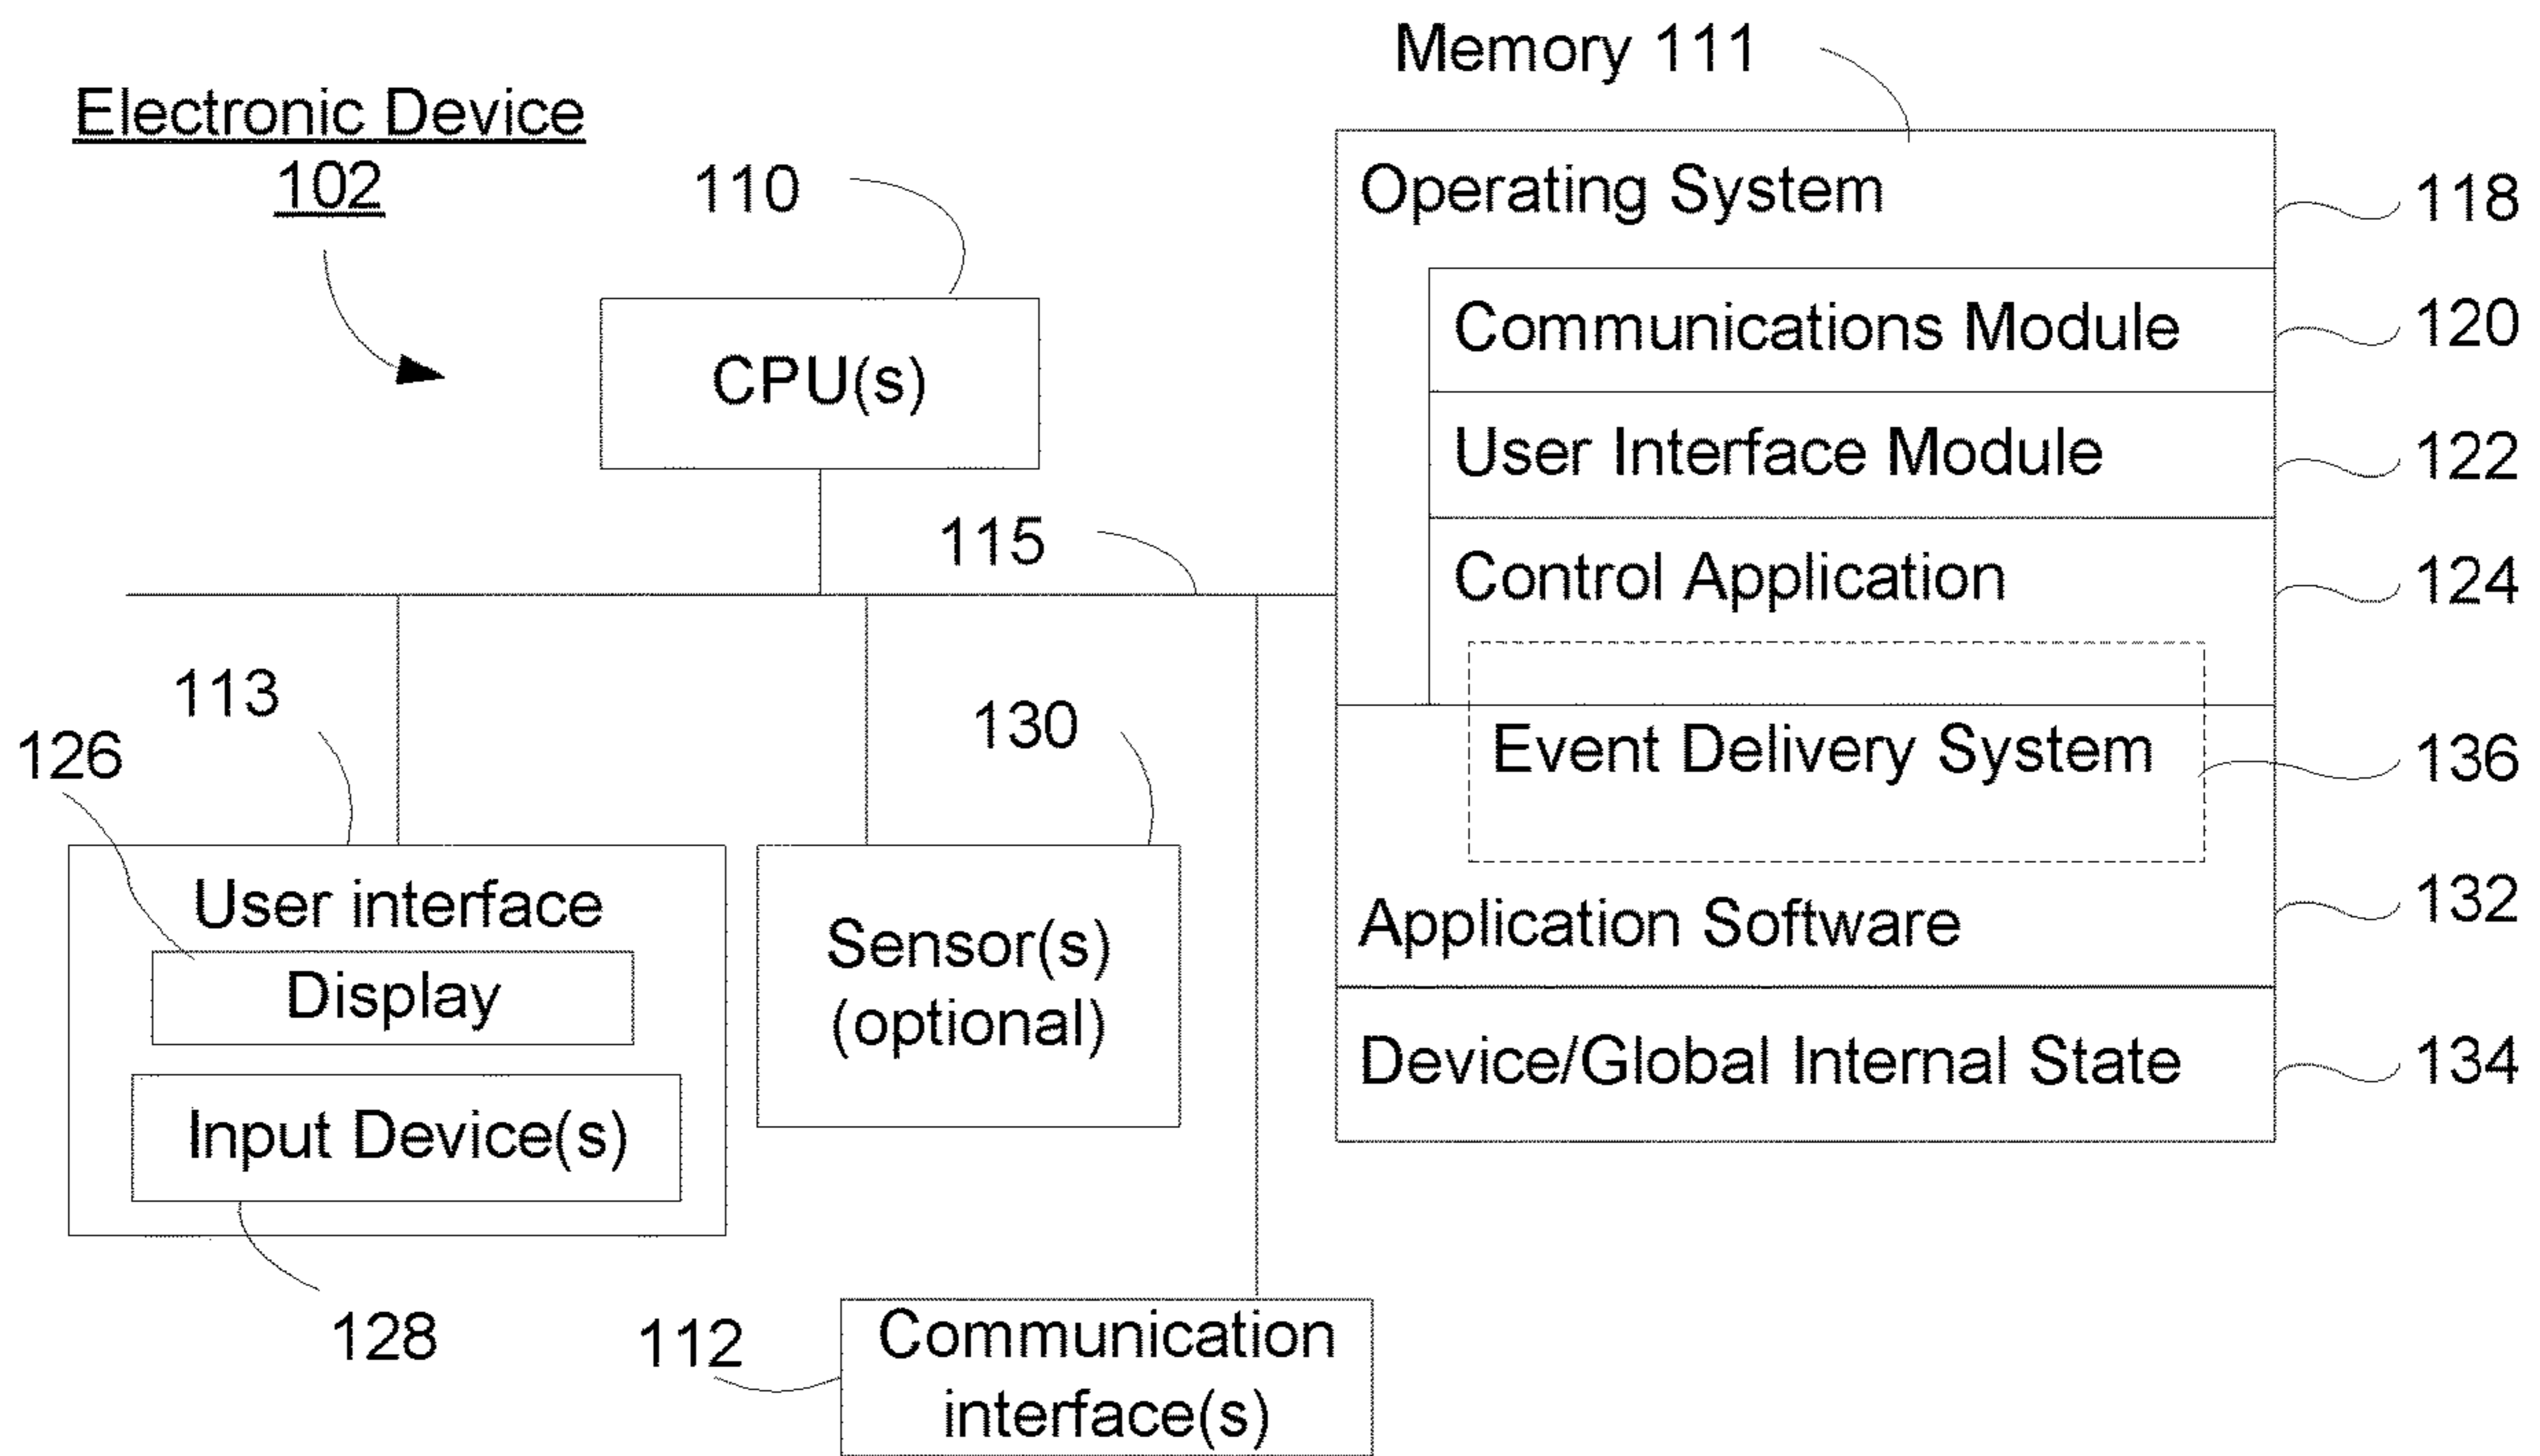 Memory 111
Electronic Device
102
110
Operating System
118
Communications Module
120
CPU(s)
User Interface Module
122
115
Control Application
124
113
130
126
Event Delivery System
136
User interface
Application Software
132
Sensor(s)
(optional)
Display
Device/Global Internal State
134
Input Device(s)
128
112
Communication
interface(s)